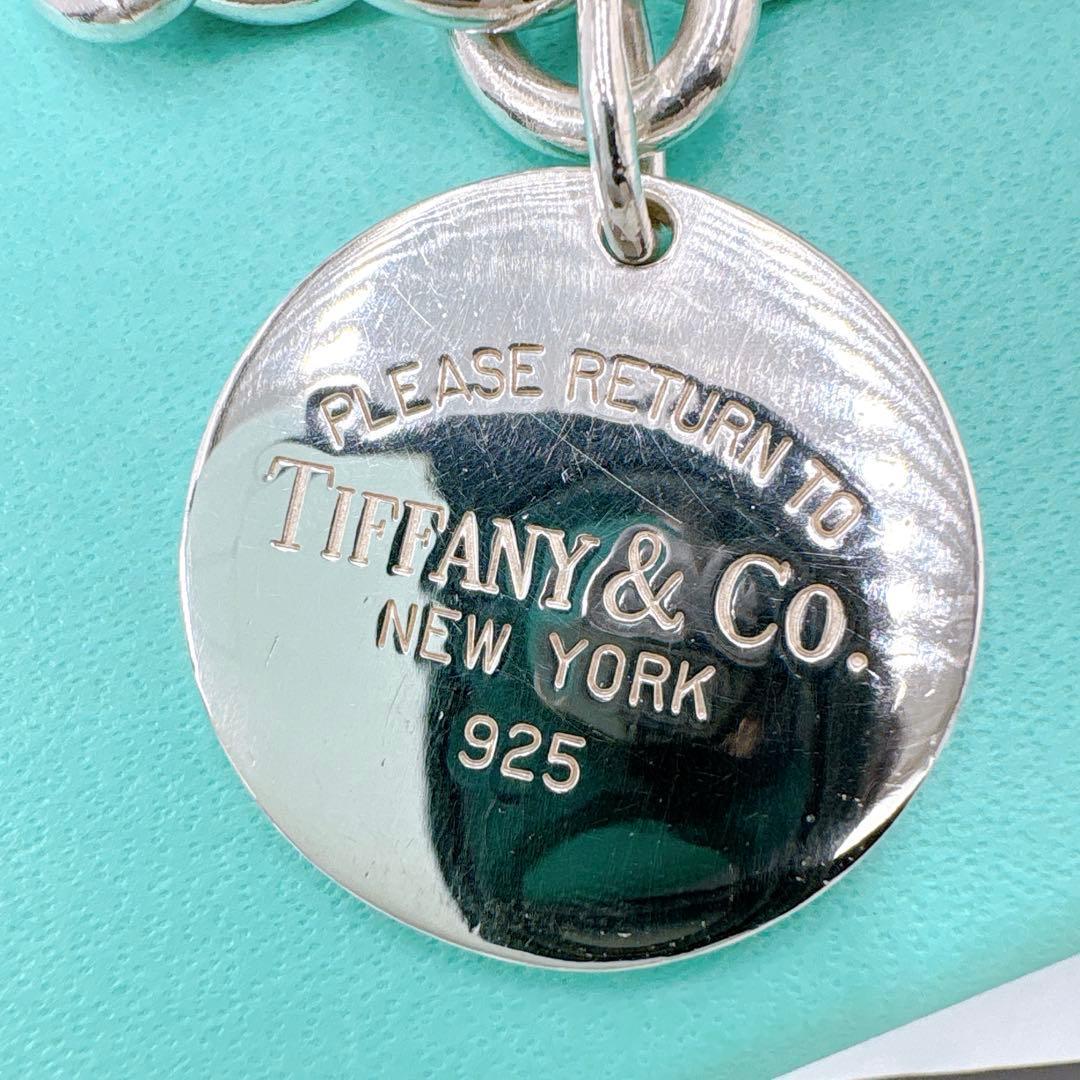 PLEASE RETURN TO
TIFFANY & CO.
NEW YORK
925